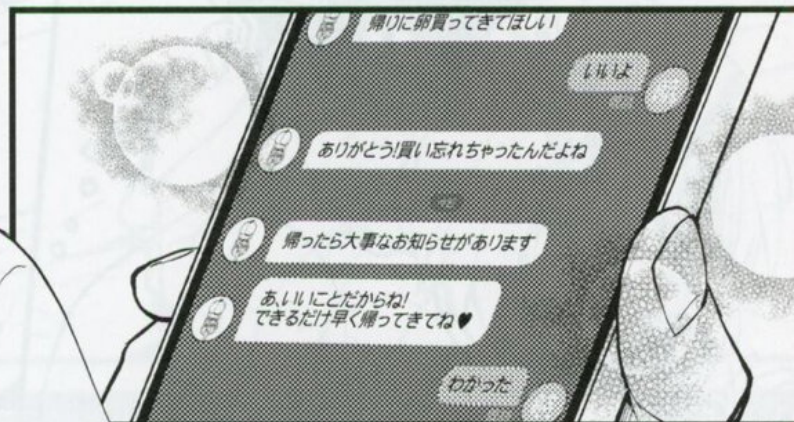 帰りに卵買ってきてほしい
いいよ
ありがとう!買い忘れちゃったんだよね
今日
帰ったら大事なお知らせがあります
あ、いいことだからね!
できるだけ早く帰ってきてね♥
わかった